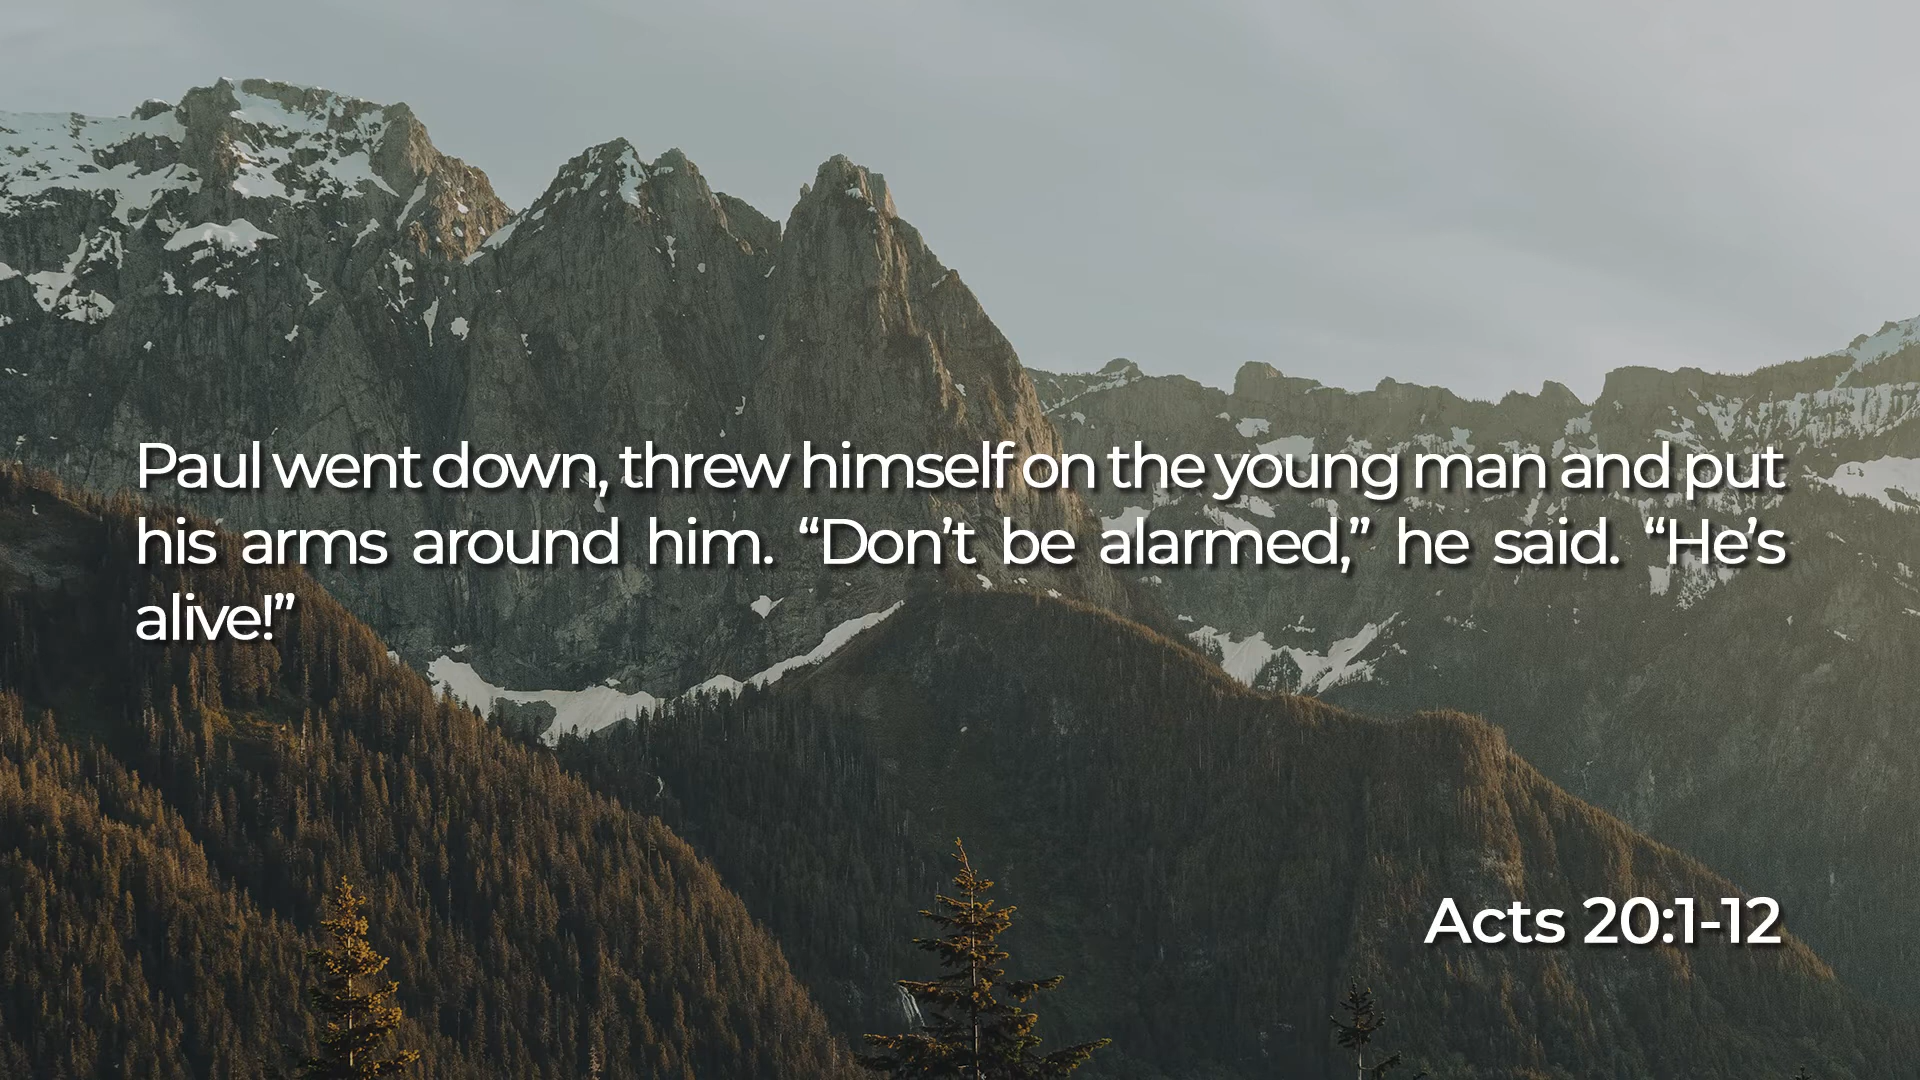 Paul went down, threw himself on the young man and put
his arms around him. “Don’t be alarmed,” he said. “He’s
alive!”
Acts 20:1-12